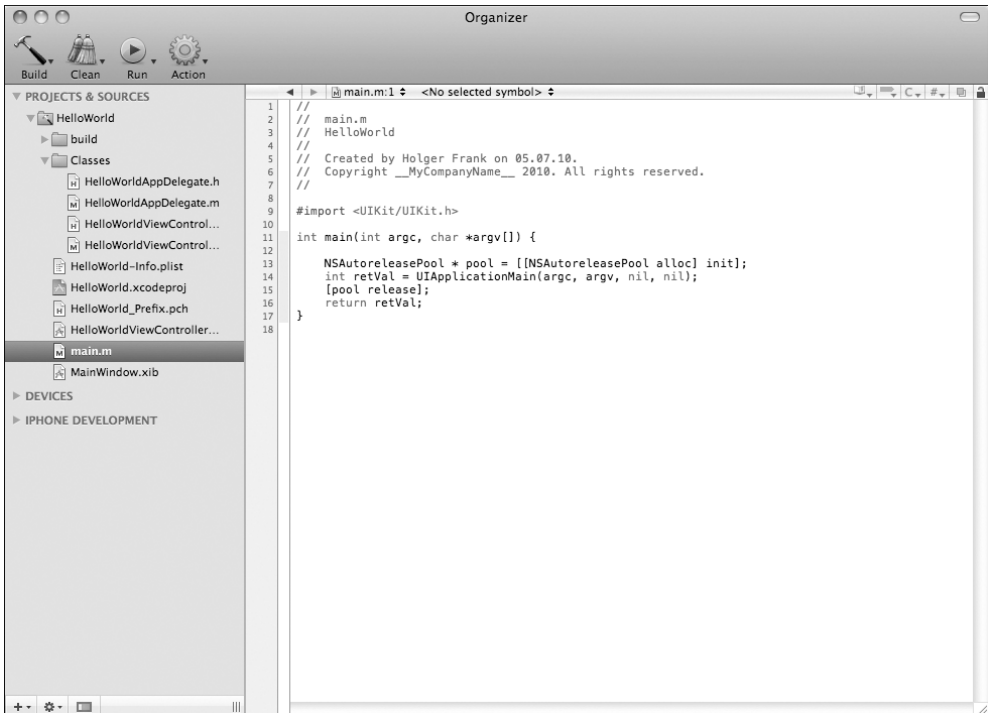 Organizer
Build Clean Run Action
PROJECTS & SOURCES
HelloWorld
build
Classes
HelloWorldAppDelegate.h
HelloWorldAppDelegate.m
HelloWorldViewControl...
HelloWorldViewControl...
HelloWorld-Info.plist
HelloWorld.xcodeproj
HelloWorld_Prefix.pch
HelloWorldViewController...
main.m
MainWindow.xib
DEVICES
IPHONE DEVELOPMENT
main.m:1 <No selected symbol> C #
1 //
2 // main.m
3 // HelloWorld
4 //
5 // Created by Holger Frank on 05.07.10.
6 // Copyright __MyCompanyName__ 2010. All rights reserved.
7 //
8
9 #import <UIKit/UIKit.h>
10
11 int main(int argc, char *argv[]) {
12
13 NSAutoreleasePool * pool = [[NSAutoreleasePool alloc] init];
14 int retVal = UIApplicationMain(argc, argv, nil, nil);
15 [pool release];
16 return retVal;
17 }
18